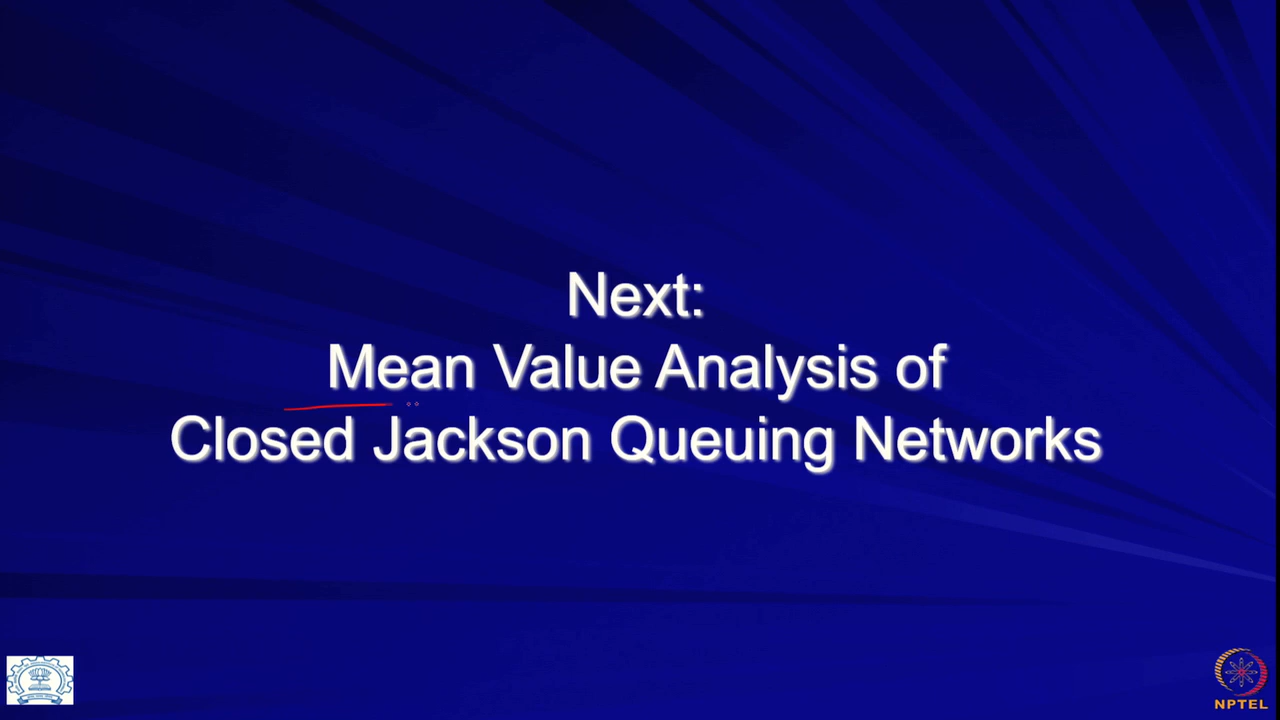 Next:
Mean Value Analysis of
Closed Jackson Queuing Networks
NPTEL